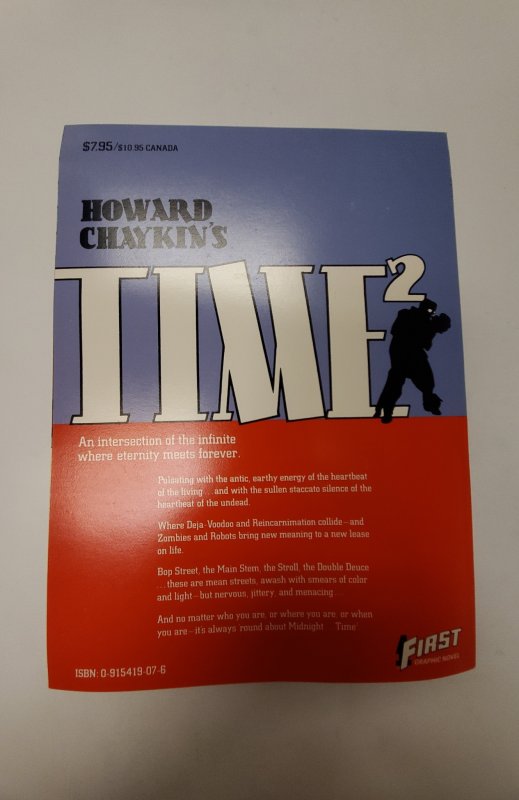 $7.95/$10.95 CANADA
HOWARD
CHAYKIN'S
TIME²
An intersection of the infinite
where eternity meets forever.
Pulsating with the antic, earthy energy of the heartbeat
of the living...and with the sullen staccato silence of the
heartbeat of the undead.
Where Deja-Voodoo and Reincarnimation collide—and
Zombies and Robots bring new meaning to a new lease
on life.
Bop Street, the Main Stem, the Stroll, the Double Deuce
...these are mean streets, awash with smears of color
and light—but nervous, jittery, and menacing...
And no matter who you are, or where you are, or when
you are—it's always 'round about Midnight...Time²
FIRST
GRAPHIC NOVEL
ISBN: 0-915419-07-6